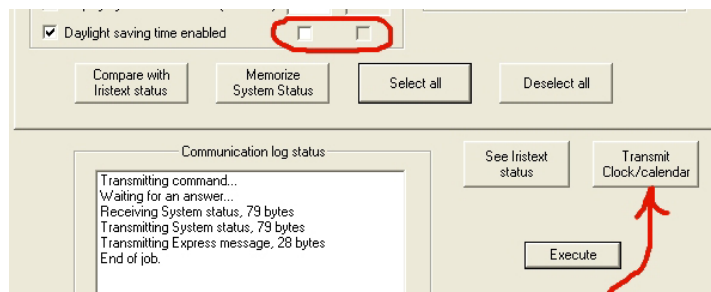 Daylight saving time enabled
Compare with
Iristext status
Memorize
System Status
Select all
Deselect all
Communication log status
See Iristext
status
Transmit
Clock/calendar
Transmitting command...
Waiting for an answer...
Receiving System status, 79 bytes
Transmitting System status, 79 bytes
Transmitting Express message, 28 bytes
End of job.
Execute